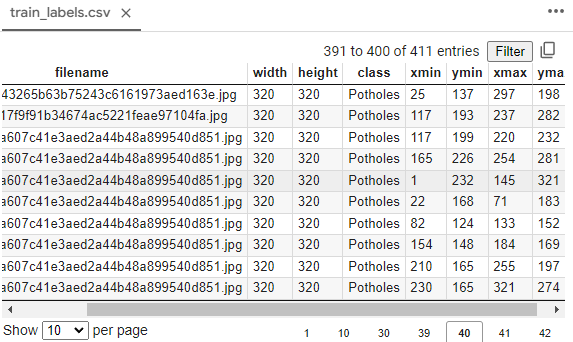 train_labels.csv ×
391 to 400 of 411 entries Filter
filename width height class xmin ymin xmax yma
43265b63b75243c6161973aed163e.jpg 320 320 Potholes 25 137 297 198
17f9f91b34674ac5221feae97104fa.jpg 320 320 Potholes 117 193 237 282
a607c41e3aed2a44b48a899540d851.jpg 320 320 Potholes 117 199 220 232
a607c41e3aed2a44b48a899540d851.jpg 320 320 Potholes 165 226 254 281
a607c41e3aed2a44b48a899540d851.jpg 320 320 Potholes 1 232 145 321
a607c41e3aed2a44b48a899540d851.jpg 320 320 Potholes 22 168 71 183
a607c41e3aed2a44b48a899540d851.jpg 320 320 Potholes 82 124 133 152
a607c41e3aed2a44b48a899540d851.jpg 320 320 Potholes 154 148 184 169
a607c41e3aed2a44b48a899540d851.jpg 320 320 Potholes 210 165 255 197
a607c41e3aed2a44b48a899540d851.jpg 320 320 Potholes 230 165 321 274
Show 10 per page 1 10 30 39 40 41 42